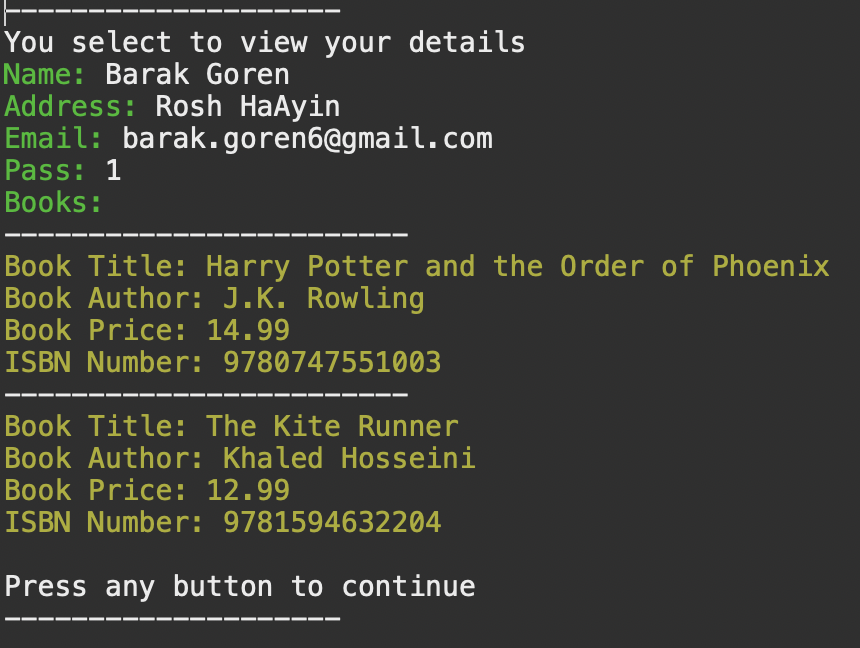 --------------------
You select to view your details
Name: Barak Goren
Address: Rosh HaAyin
Email: barak.goren6@gmail.com
Pass: 1
Books:
------------------------
Book Title: Harry Potter and the Order of Phoenix
Book Author: J.K. Rowling
Book Price: 14.99
ISBN Number: 9780747551003
------------------------
Book Title: The Kite Runner
Book Author: Khaled Hosseini
Book Price: 12.99
ISBN Number: 9781594632204
Press any button to continue
--------------------